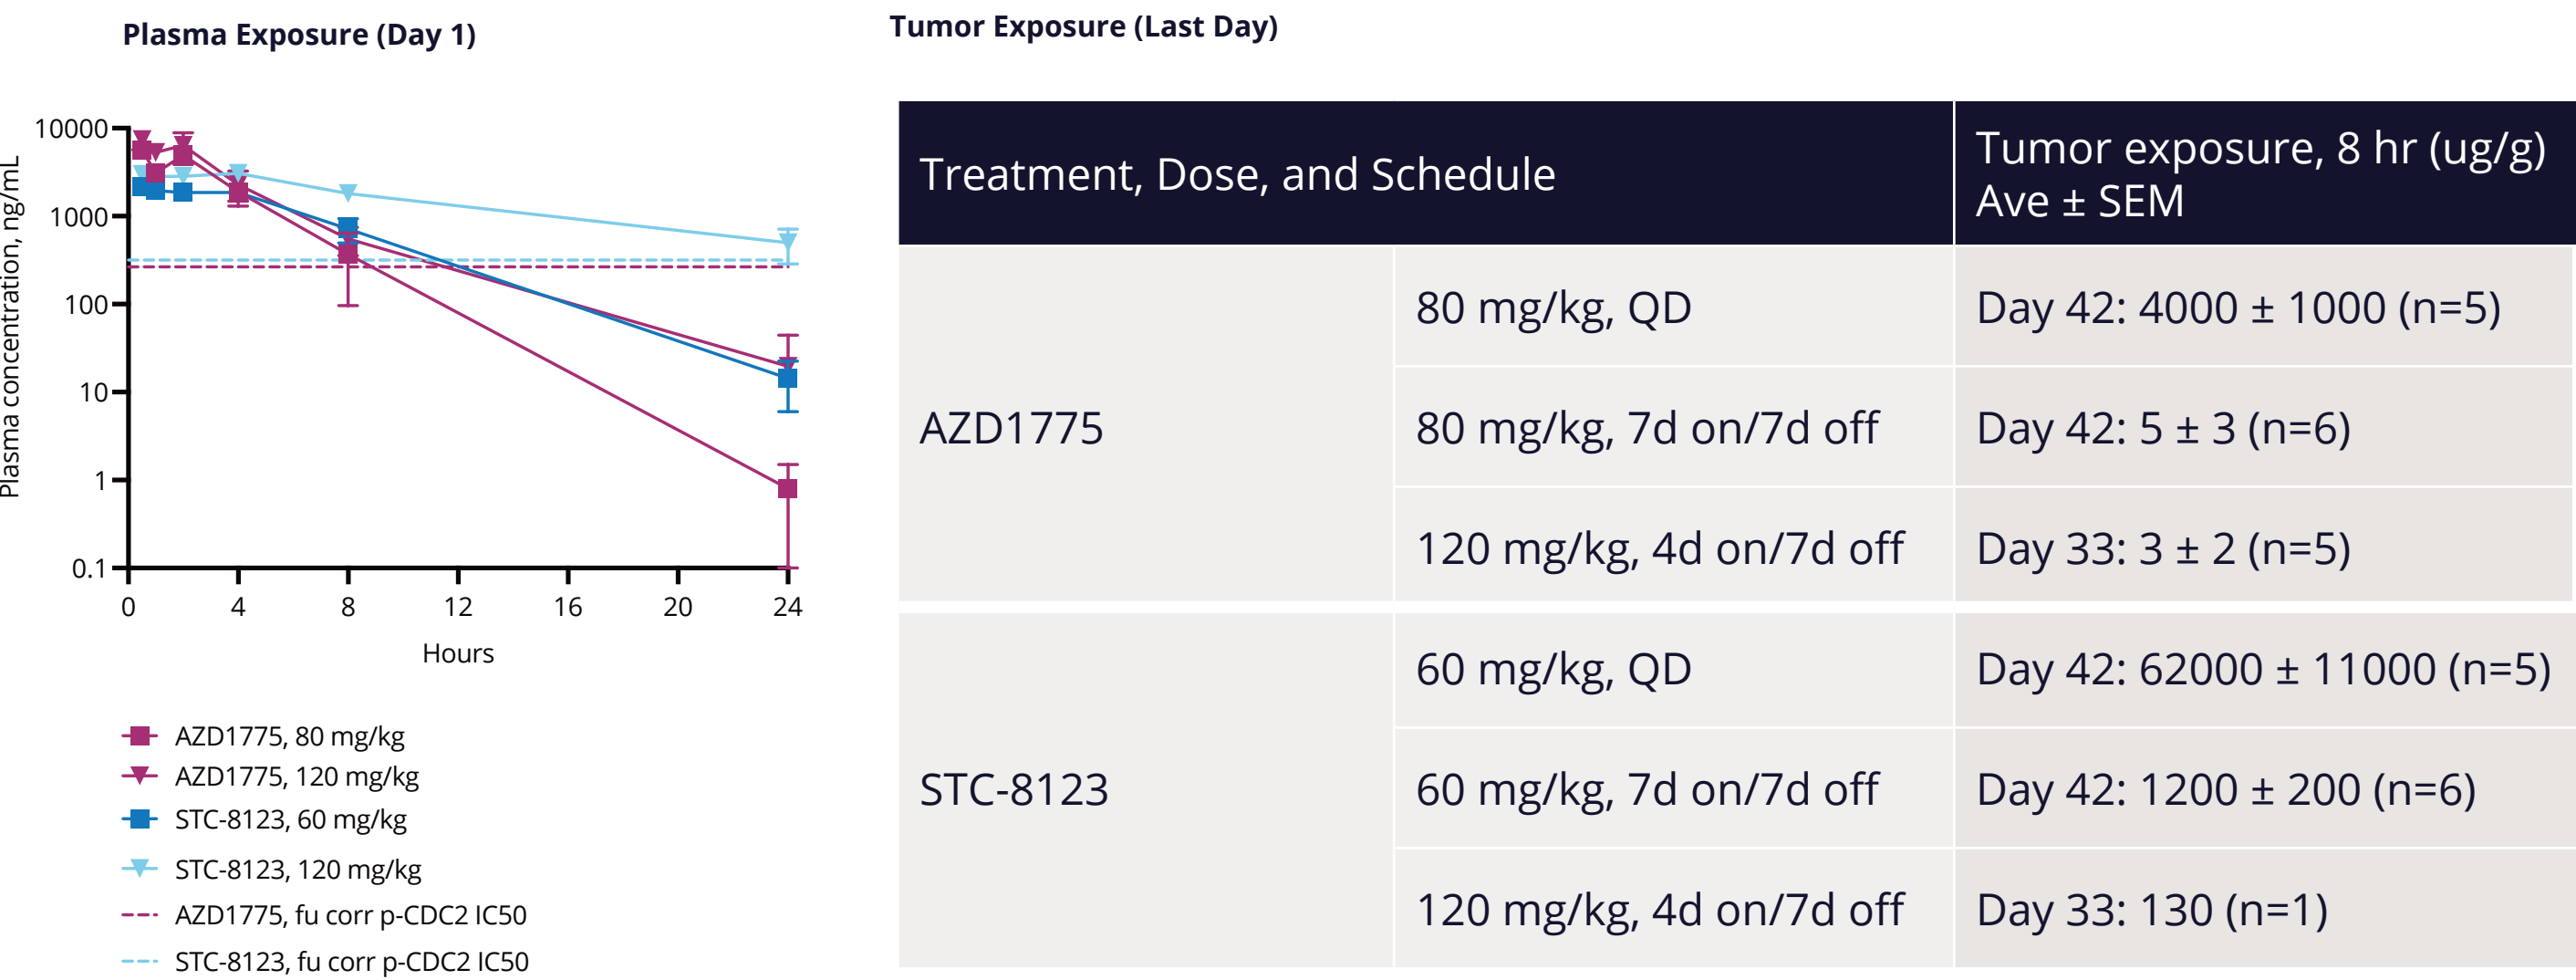 Plasma Exposure (Day 1)
Plasma concentration, ng/mL
10000
1000
100
10
1
0.1
0 4 8 12 16 20 24
Hours
AZD1775, 80 mg/kg
AZD1775, 120 mg/kg
STC-8123, 60 mg/kg
STC-8123, 120 mg/kg
AZD1775, fu corr p-CDC2 IC50
STC-8123, fu corr p-CDC2 IC50
Tumor Exposure (Last Day)
Treatment, Dose, and Schedule
Tumor exposure, 8 hr (ug/g)
Ave ± SEM
AZD1775
80 mg/kg, QD
Day 42: 4000 ± 1000 (n=5)
80 mg/kg, 7d on/7d off
Day 42: 5 ± 3 (n=6)
120 mg/kg, 4d on/7d off
Day 33: 3 ± 2 (n=5)
STC-8123
60 mg/kg, QD
Day 42: 62000 ± 11000 (n=5)
60 mg/kg, 7d on/7d off
Day 42: 1200 ± 200 (n=6)
120 mg/kg, 4d on/7d off
Day 33: 130 (n=1)